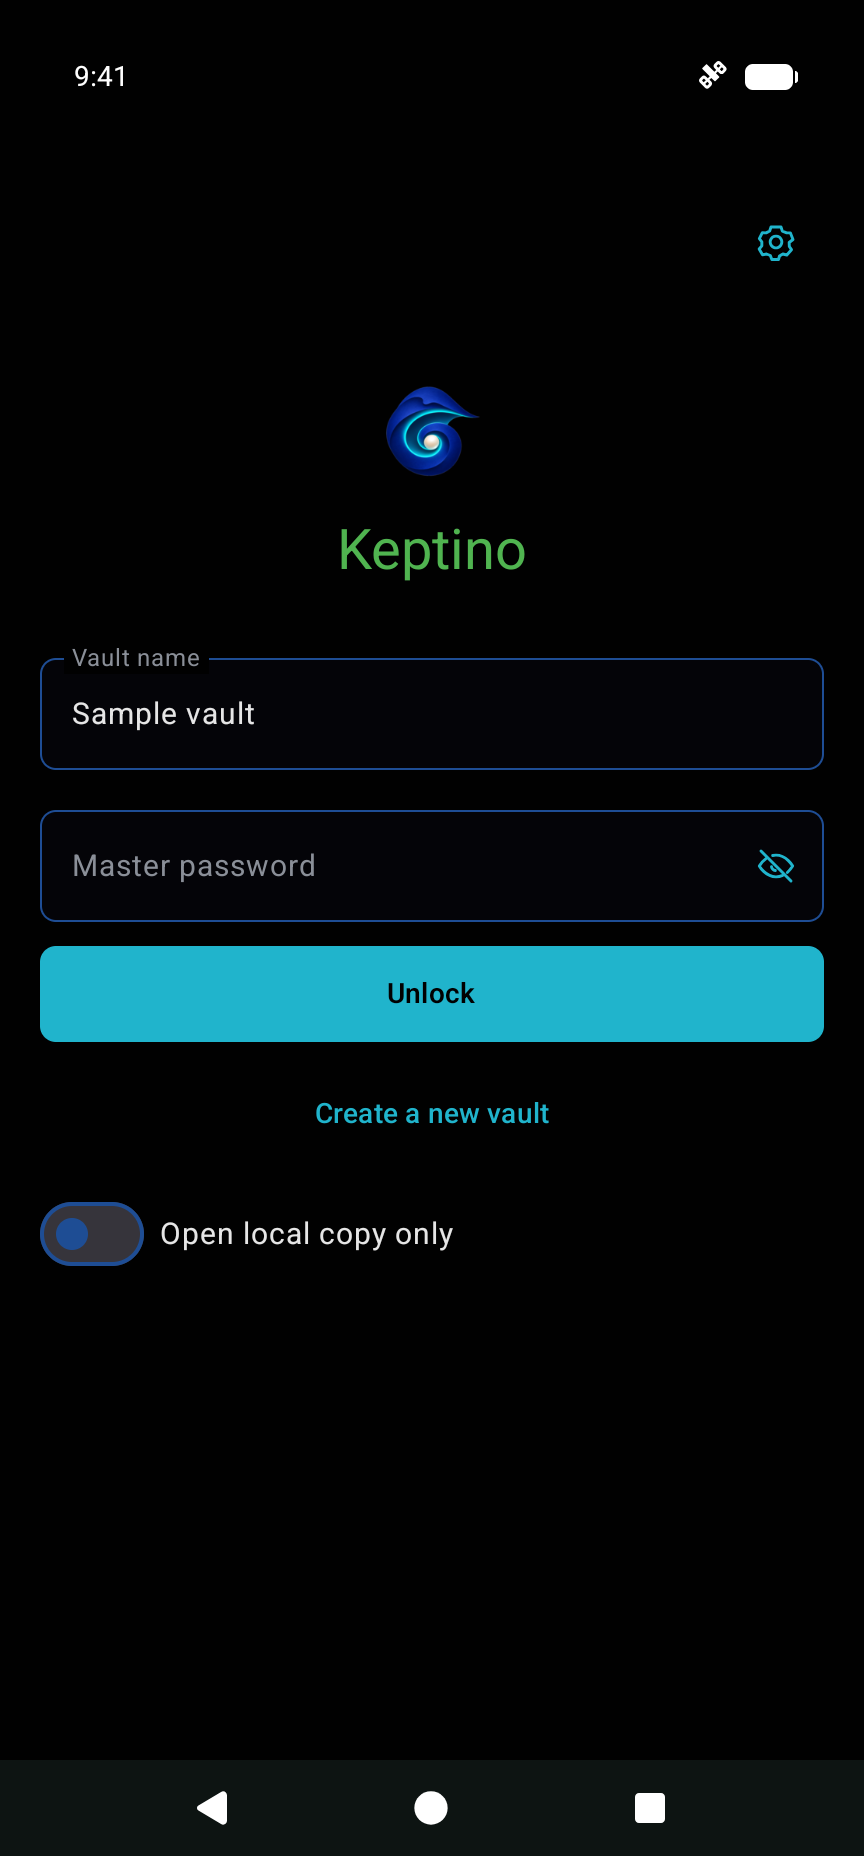 9:41
Keptino
Vault name
Sample vault
Master password
Unlock
Create a new vault
Open local copy only